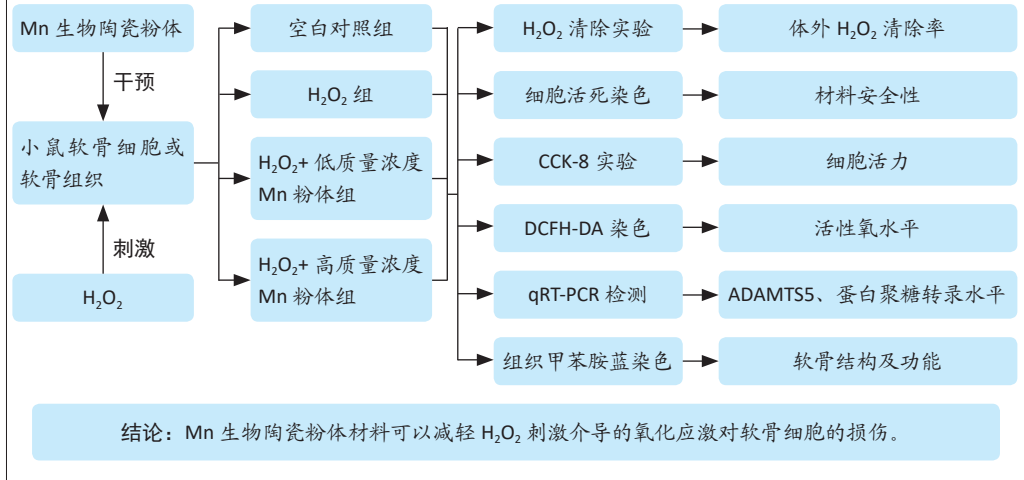 Mn 生物陶瓷粉体
干预
小鼠软骨细胞或
软骨组织
刺激
H₂O₂
空白对照组
H₂O₂ 组
H₂O₂+ 低质量浓度
Mn 粉体组
H₂O₂+ 高质量浓度
Mn 粉体组
H₂O₂ 清除实验
细胞活死染色
CCK-8 实验
DCFH-DA 染色
qRT-PCR 检测
组织甲苯胺蓝染色
体外 H₂O₂ 清除率
材料安全性
细胞活力
活性氧水平
ADAMTS5、蛋白聚糖转录水平
软骨结构及功能
结论：Mn 生物陶瓷粉体材料可以减轻 H₂O₂ 刺激介导的氧化应激对软骨细胞的损伤。